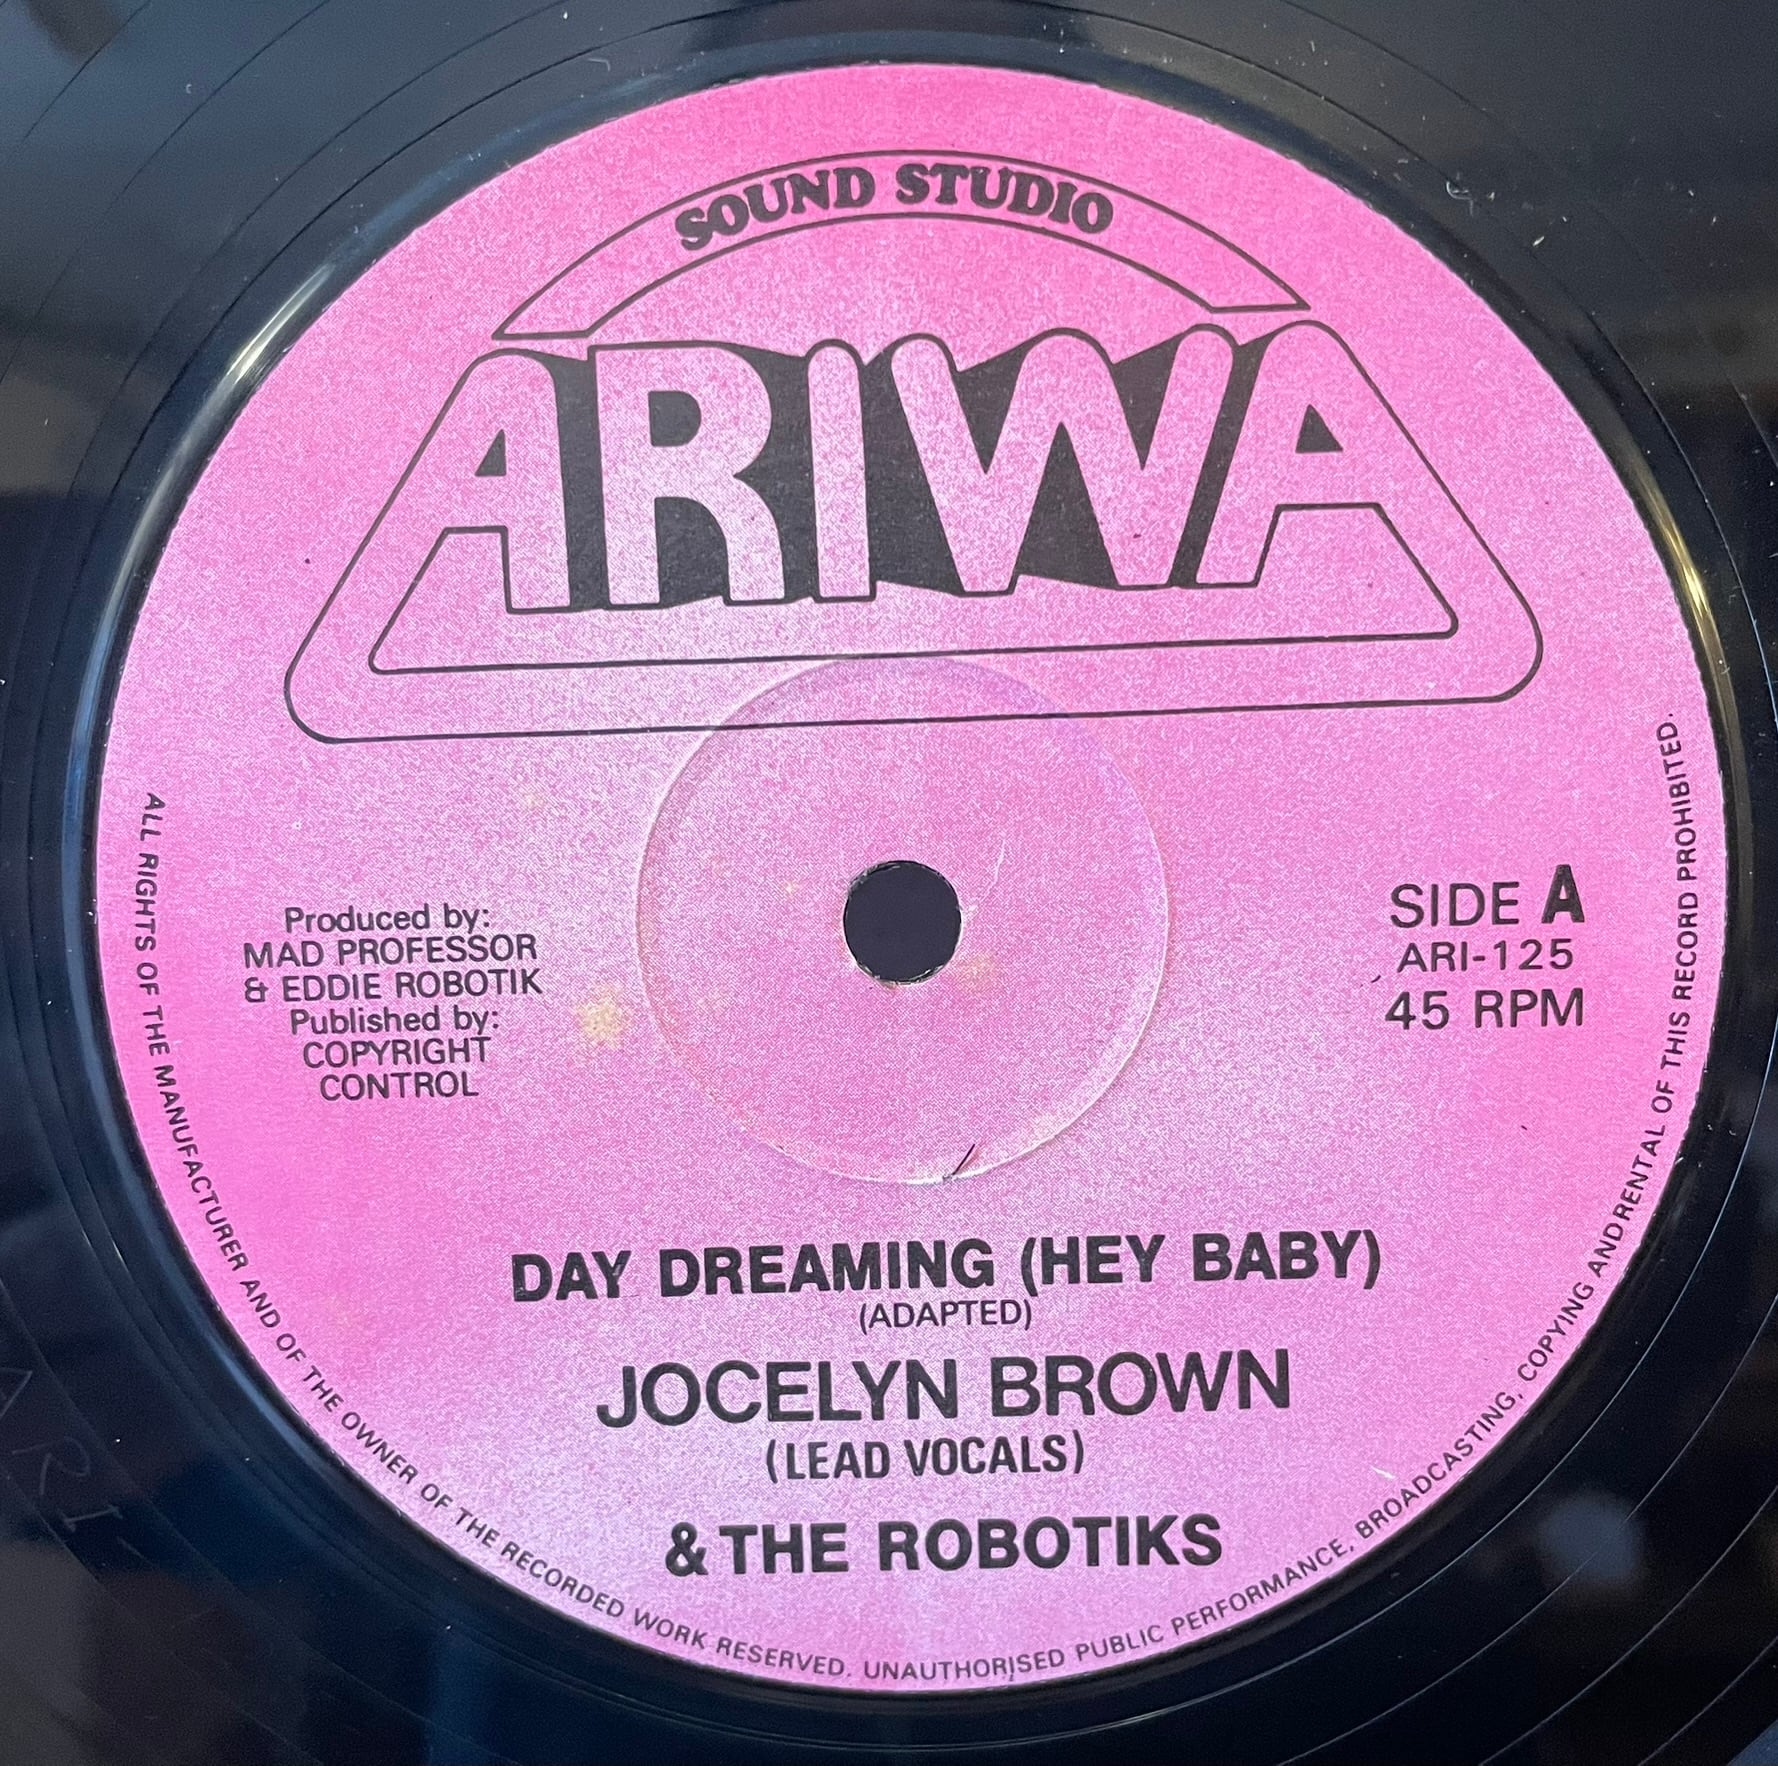 SOUND STUDIO
ARIWA
Produced by:
MAD PROFESSOR
& EDDIE ROBOTIK
Published by:
COPYRIGHT
CONTROL
SIDE A
ARI-125
45 RPM
DAY DREAMING (HEY BABY)
(ADAPTED)
JOCELYN BROWN
(LEAD VOCALS)
& THE ROBOTIKS
ALL RIGHTS OF THE MANUFACTURER AND OF THE OWNER OF THE RECORDED WORK RESERVED. UNAUTHORISED PUBLIC PERFORMANCE, BROADCASTING, COPYING ANDRENTAL OF THIS RECORD PROHIBITED.
ARI